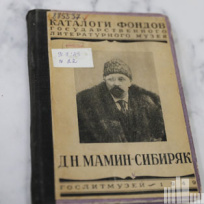 КАТАЛОГИ ФОНДОВ
ГОСУДАРСТВЕННОГО
ЛИТЕРАТУРНОГО МУЗЕЯ
Д.Н МАМИН-СИБИРЯК
ГОСЛИТМУЗЕЙ